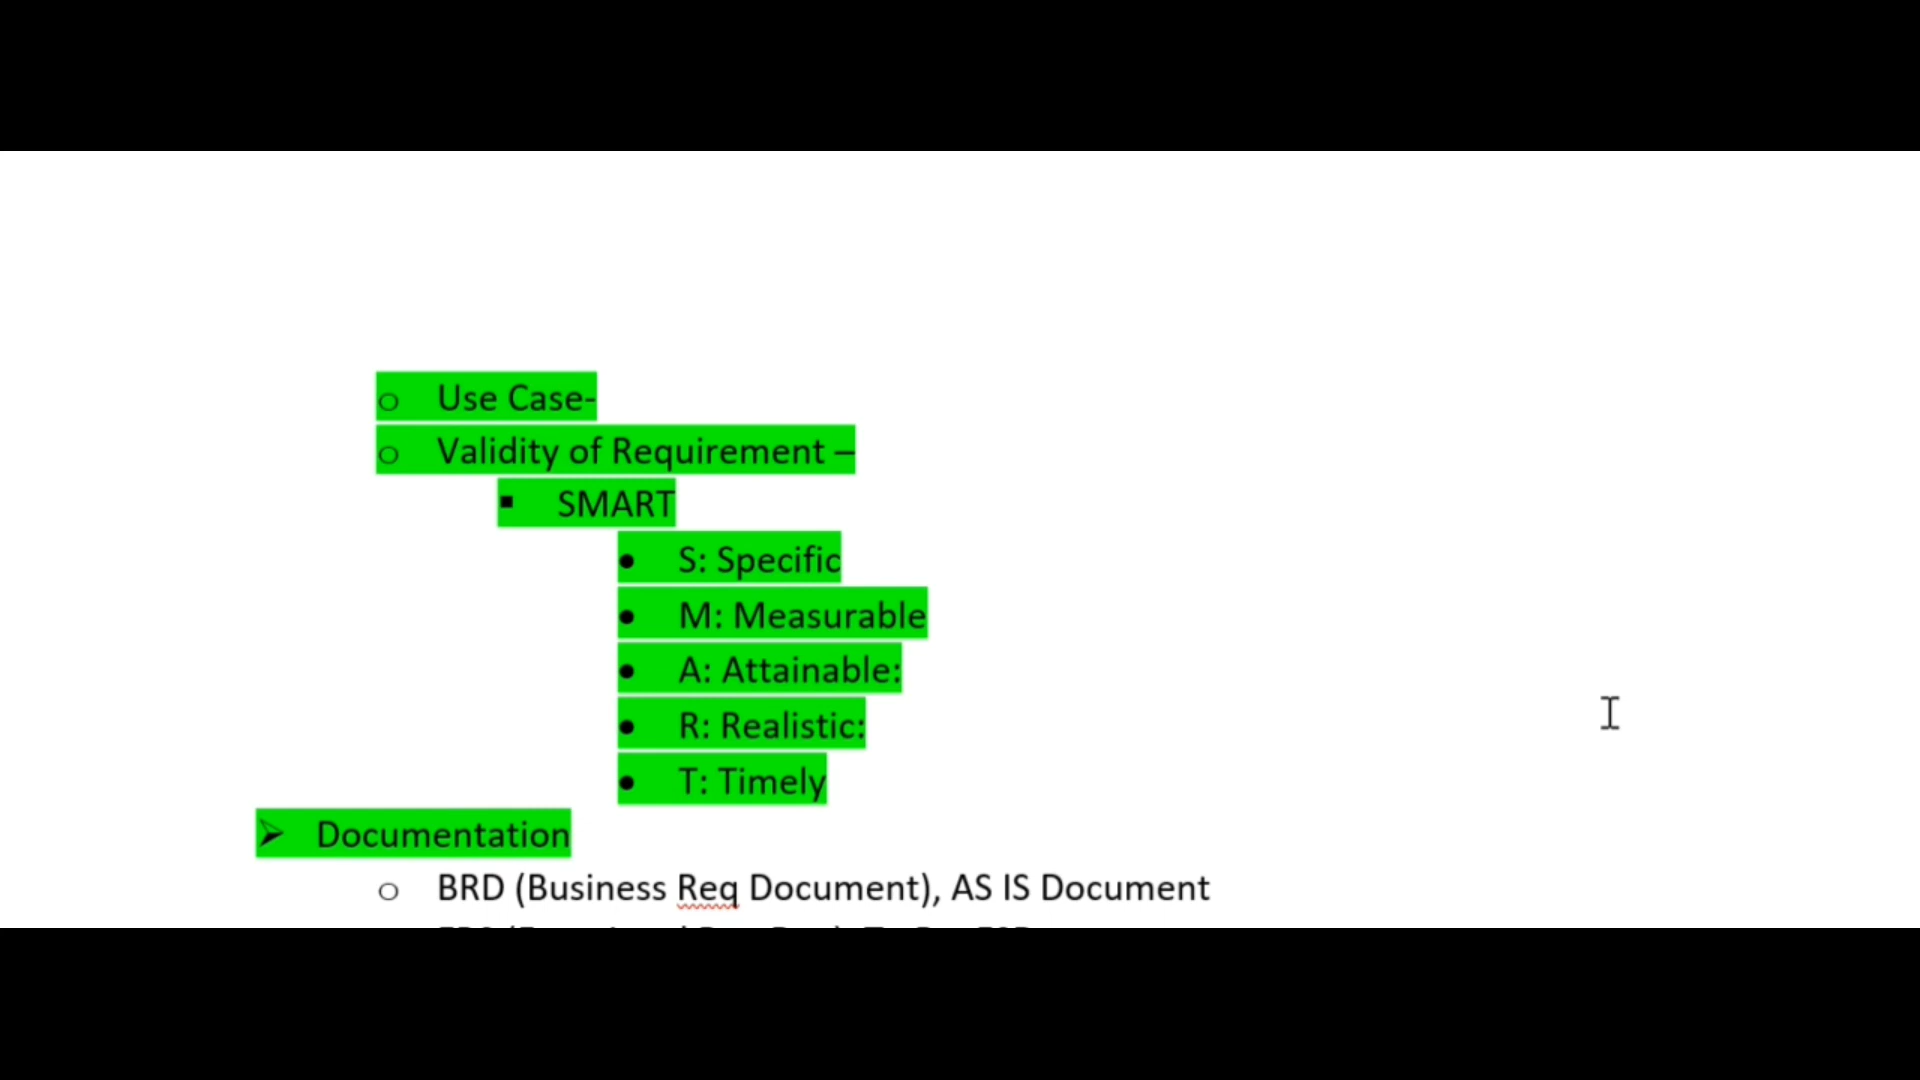 o Use Case-
o Validity of Requirement –
▪ SMART
• S: Specific
• M: Measurable
• A: Attainable:
• R: Realistic:
• T: Timely
➢ Documentation
o BRD (Business Req Document), AS IS Document